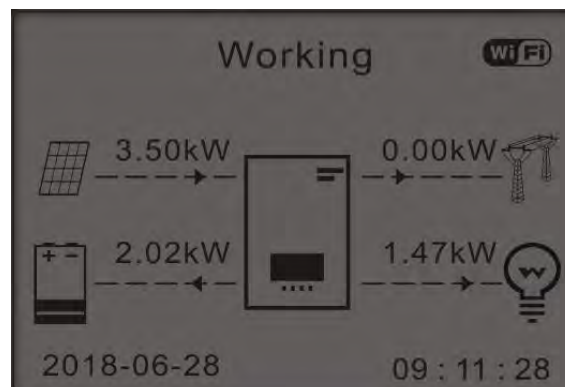 Working WiFi
3.50kW 0.00kW
+ −
2.02kW 1.47kW
2018-06-28 09 : 11 : 28